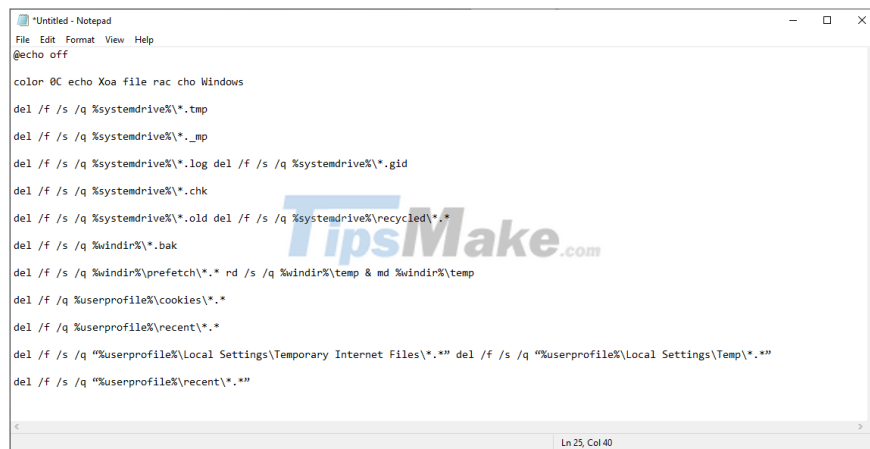 *Untitled - Notepad
File Edit Format View Help
@echo off
color 0C echo Xoa file rac cho Windows
del /f /s /q %systemdrive%\*.tmp
del /f /s /q %systemdrive%\*._mp
del /f /s /q %systemdrive%\*.log del /f /s /q %systemdrive%\*.gid
del /f /s /q %systemdrive%\*.chk
del /f /s /q %systemdrive%\*.old del /f /s /q %systemdrive%\recycled\*.*
del /f /s /q %windir%\*.bak
del /f /s /q %windir%\prefetch\*.* rd /s /q %windir%\temp & md %windir%\temp
del /f /q %userprofile%\cookies\*.*
del /f /q %userprofile%\recent\*.*
del /f /s /q “%userprofile%\Local Settings\Temporary Internet Files\*.*” del /f /s /q “%userprofile%\Local Settings\Temp\*.*”
del /f /s /q “%userprofile%\recent\*.*”
TipsMake.com
Ln 25, Col 40